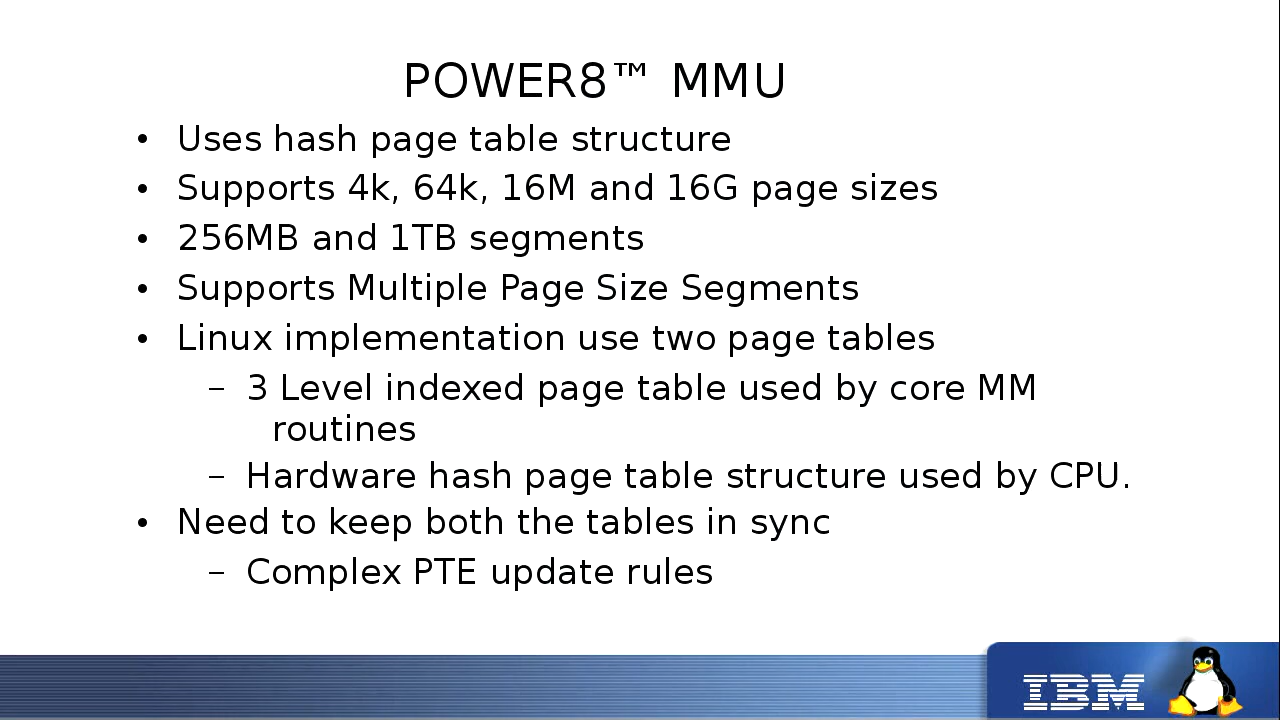 POWER8™ MMU
• Uses hash page table structure
• Supports 4k, 64k, 16M and 16G page sizes
• 256MB and 1TB segments
• Supports Multiple Page Size Segments
• Linux implementation use two page tables
– 3 Level indexed page table used by core MM
routines
– Hardware hash page table structure used by CPU.
• Need to keep both the tables in sync
– Complex PTE update rules
IBM